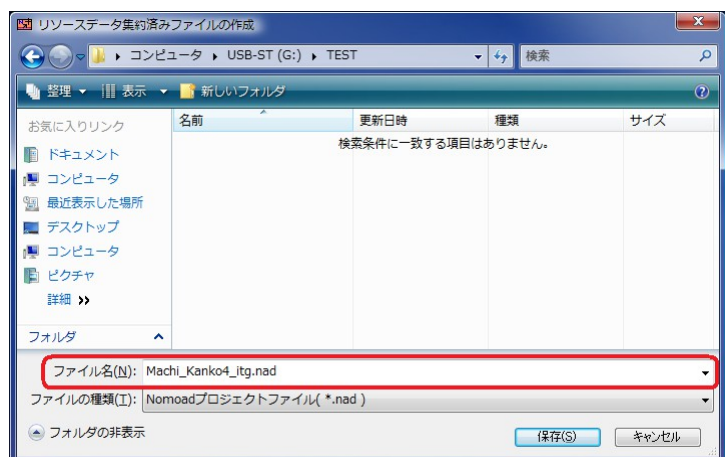 リソースデータ集約済みファイルの作成
コンピュータ ▸ USB-ST (G:) ▸ TEST
検索
整理 表示 新しいフォルダ
お気に入りリンク
ドキュメント
コンピュータ
最近表示した場所
デスクトップ
コンピュータ
ピクチャ
詳細 »
フォルダ
名前 更新日時 種類 サイズ
検索条件に一致する項目はありません。
ファイル名(N): Machi_Kanko4_itg.nad
ファイルの種類(T): Nomoadプロジェクトファイル( *.nad )
フォルダの非表示
保存(S) キャンセル